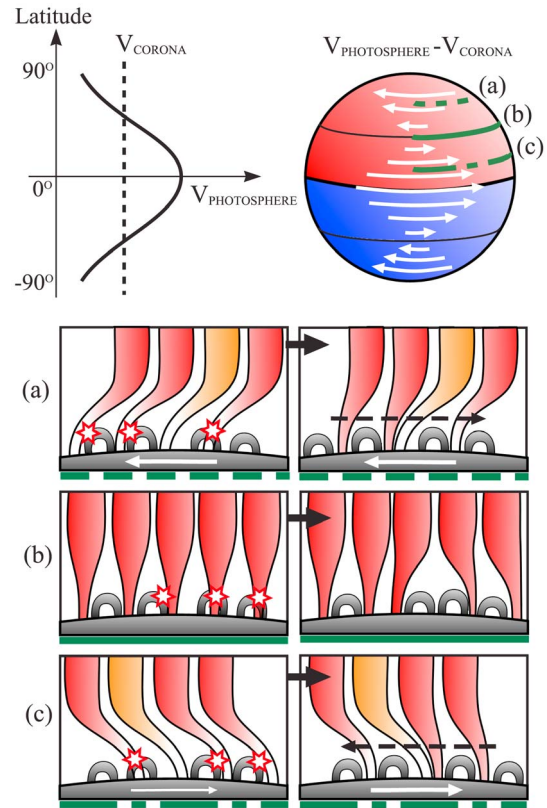 Latitude
V_CORONA
V_PHOTOSPHERE - V_CORONA
90°
(a)
(b)
(c)
0°
V_PHOTOSPHERE
-90°
(a)
(b)
(c)